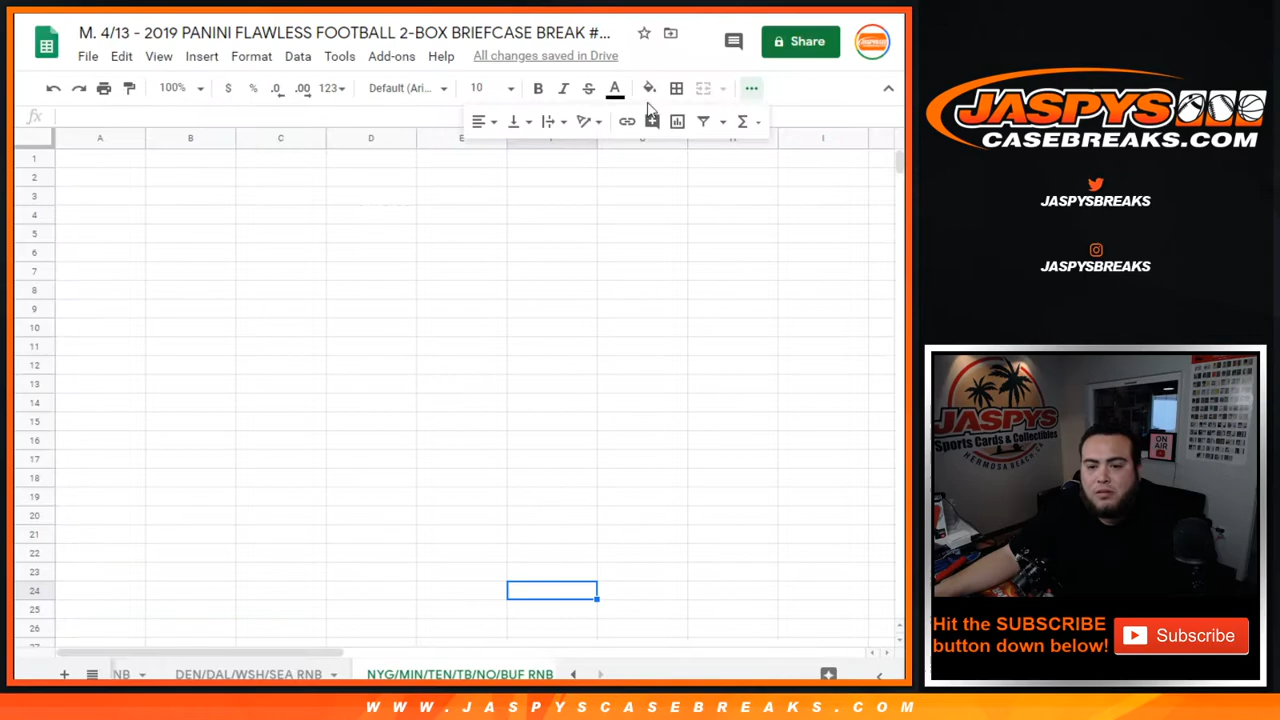 M. 4/13 - 2019 PANINI FLAWLESS FOOTBALL 2-BOX BRIEFCASE BREAK #...
File Edit View Insert Format Data Tools Add-ons Help All changes saved in Drive
Share
100% $ % .0 .00 123 Default (Ari... 10 B I S A
fx
A B C D E F G H I
1
2
3
4
5
6
7
8
9
10
11
12
13
14
15
16
17
18
19
20
21
22
23
24
25
26
27
NB DEN/DAL/WSH/SEA RNB NYG/MIN/TEN/TB/NO/BUF RNB
JASPYS
CASEBREAKS.COM
JASPYSBREAKS
JASPYSBREAKS
JASPYS
Sports Cards & Collectibles
HERMOSA BEACH CA
ON
AIR
Hit the SUBSCRIBE
button down below!
Subscribe
WWW.JASPYSCASEBREAKS.COM